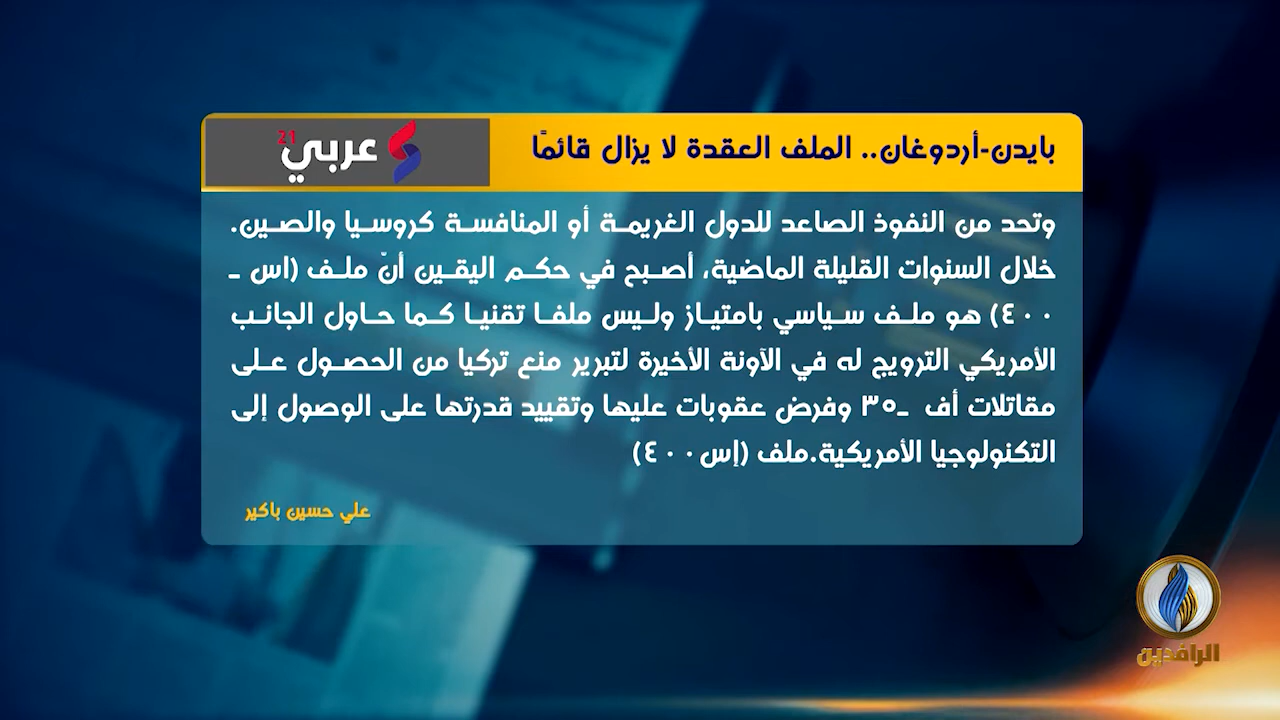 بايدن-أردوغان.. الملف العقدة لا يزال قائمًا
عربي 21
وتحد من النفوذ الصاعد للدول الغريمة أو المنافسة كروسيا والصين.
خلال السنوات القليلة الماضية، أصبح في حكم اليقين أنّ ملف (اس -
٤٠٠) هو ملف سياسي بامتياز وليس ملفا تقنيا كما حاول الجانب
الأمريكي الترويج له في الآونة الأخيرة لتبرير منع تركيا من الحصول على
مقاتلات أف -٣٥ وفرض عقوبات عليها وتقييد قدرتها على الوصول إلى
التكنولوجيا الأمريكية.ملف (إس٤٠٠)
علي حسين باكير
الرافدين